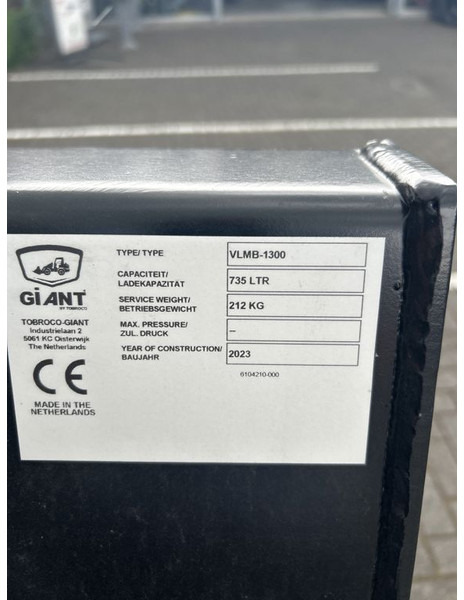 GiANT
BY TOBROCO
TOBROCO-GIANT
Industrielaan 2
5061 KC Oisterwijk
The Netherlands
CE
MADE IN THE
NETHERLANDS
TYPE/TYPE VLMB-1300
CAPACITEIT/
LADEKAPAZITÄT 735 LTR
SERVICE WEIGHT/
BETRIEBSGEWICHT 212 KG
MAX. PRESSURE/
ZUL. DRUCK --
YEAR OF CONSTRUCTION/
BAUJAHR 2023
6104210-000